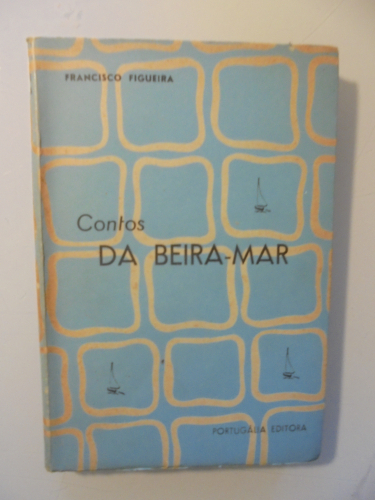 FRANCISCO FIGUEIRA
Contos
DA BEIRA-MAR
PORTUGÁLIA EDITORA